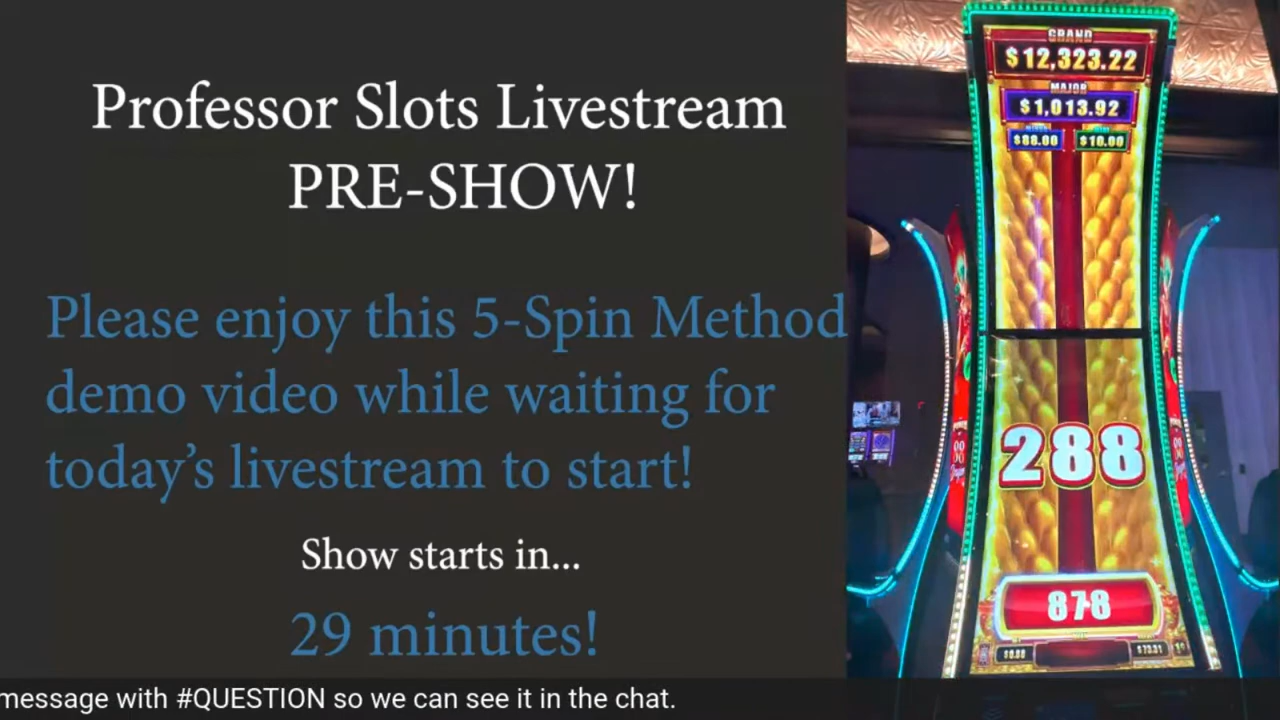 Professor Slots Livestream
PRE-SHOW!
Please enjoy this 5-Spin Method
demo video while waiting for
today's livestream to start!
Show starts in...
29 minutes!
message with #QUESTION so we can see it in the chat.
GRAND
$12,323.22
MAJOR
$1,013.92
$88.00
$10.00
288
878